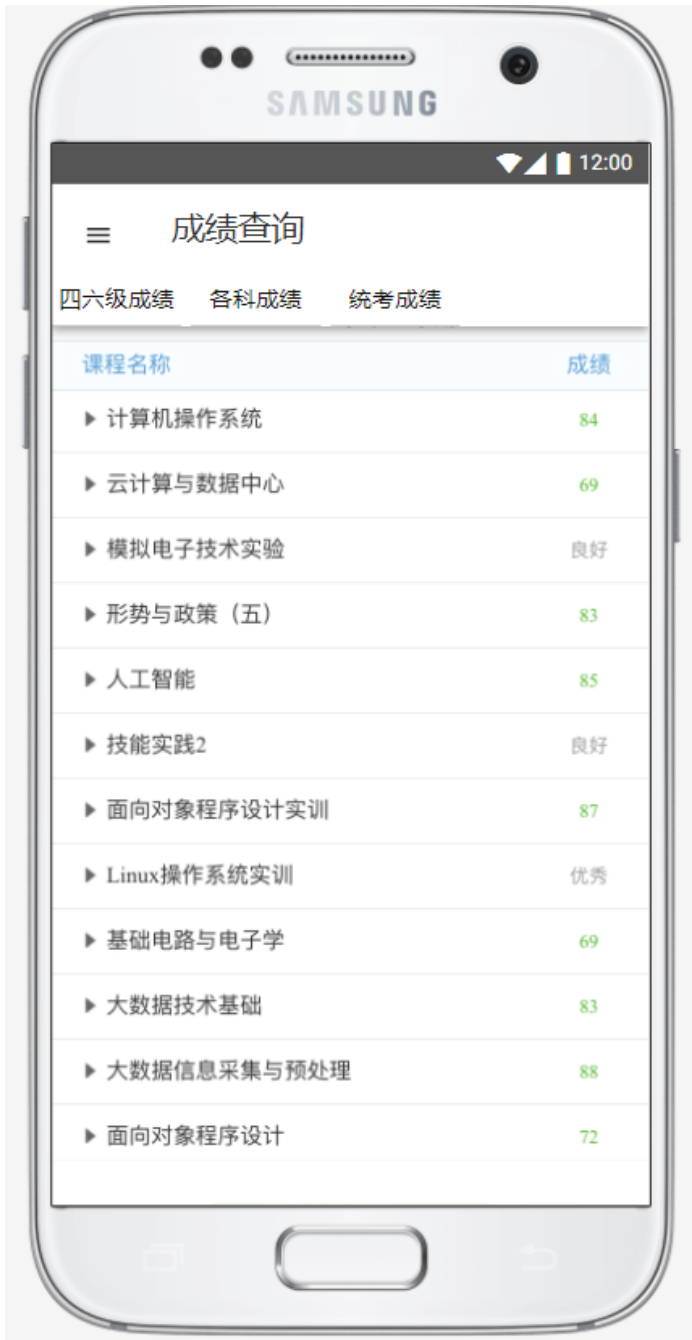 SAMSUNG
12:00
成绩查询
四六级成绩 各科成绩 统考成绩
课程名称 成绩
计算机操作系统 84
云计算与数据中心 69
模拟电子技术实验 良好
形势与政策（五） 83
人工智能 85
技能实践2 良好
面向对象程序设计实训 87
Linux操作系统实训 优秀
基础电路与电子学 69
大数据技术基础 83
大数据信息采集与预处理 88
面向对象程序设计 72